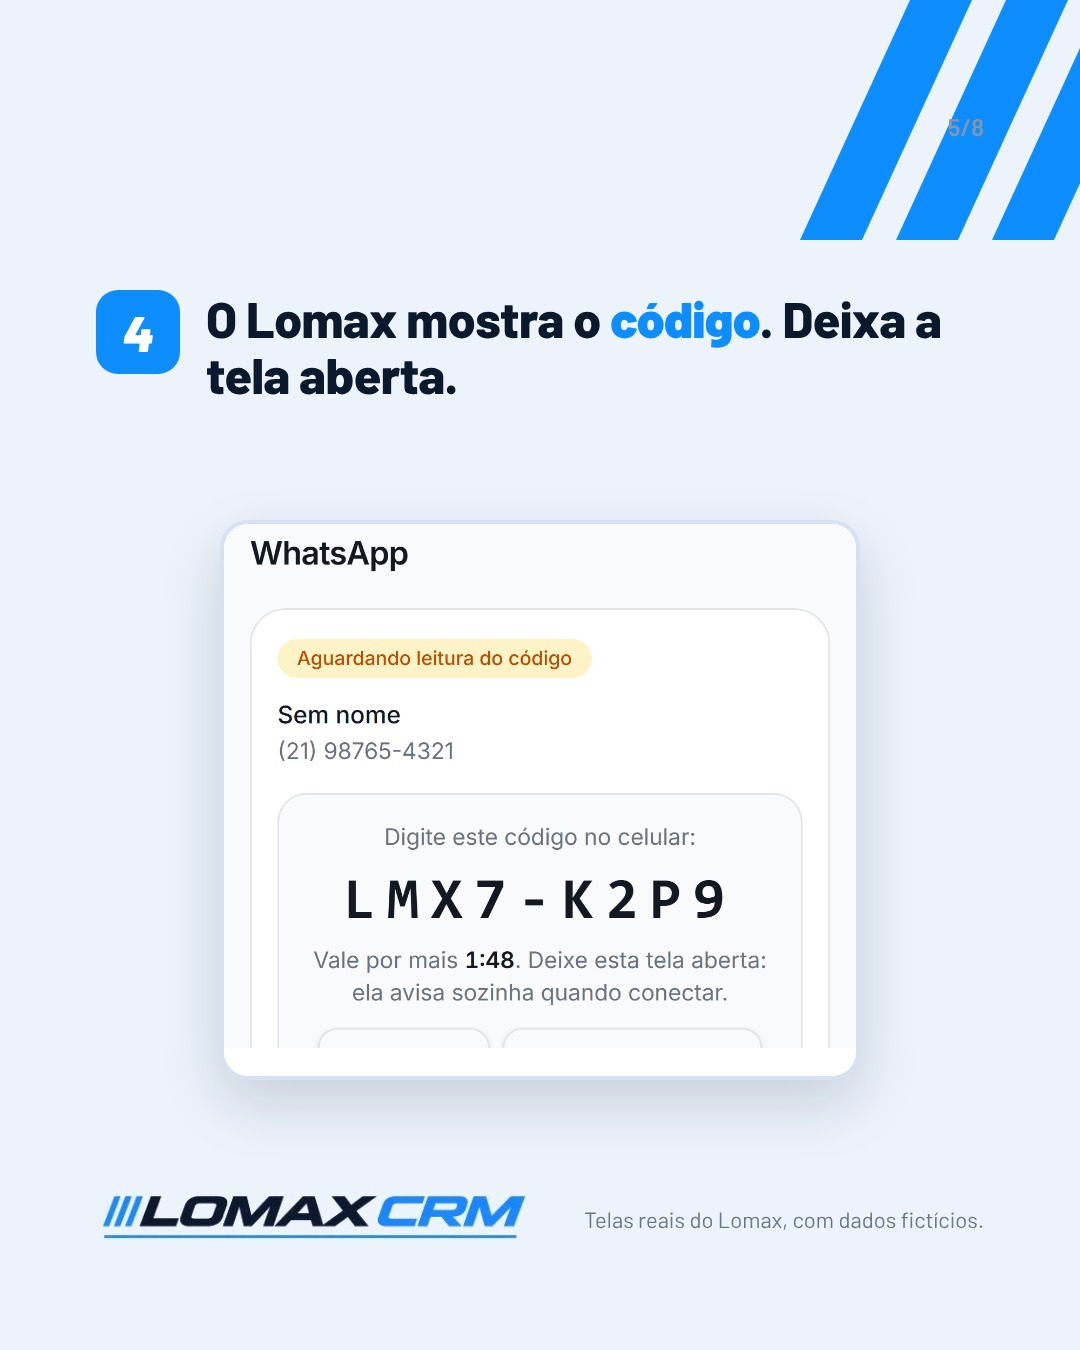 5/8
4
O Lomax mostra o código. Deixa a
tela aberta.
WhatsApp
Aguardando leitura do código
Sem nome
(21) 98765-4321
Digite este código no celular:
LMX7-K2P9
Vale por mais 1:48. Deixe esta tela aberta:
ela avisa sozinha quando conectar.
LOMAX CRM
Telas reais do Lomax, com dados fictícios.